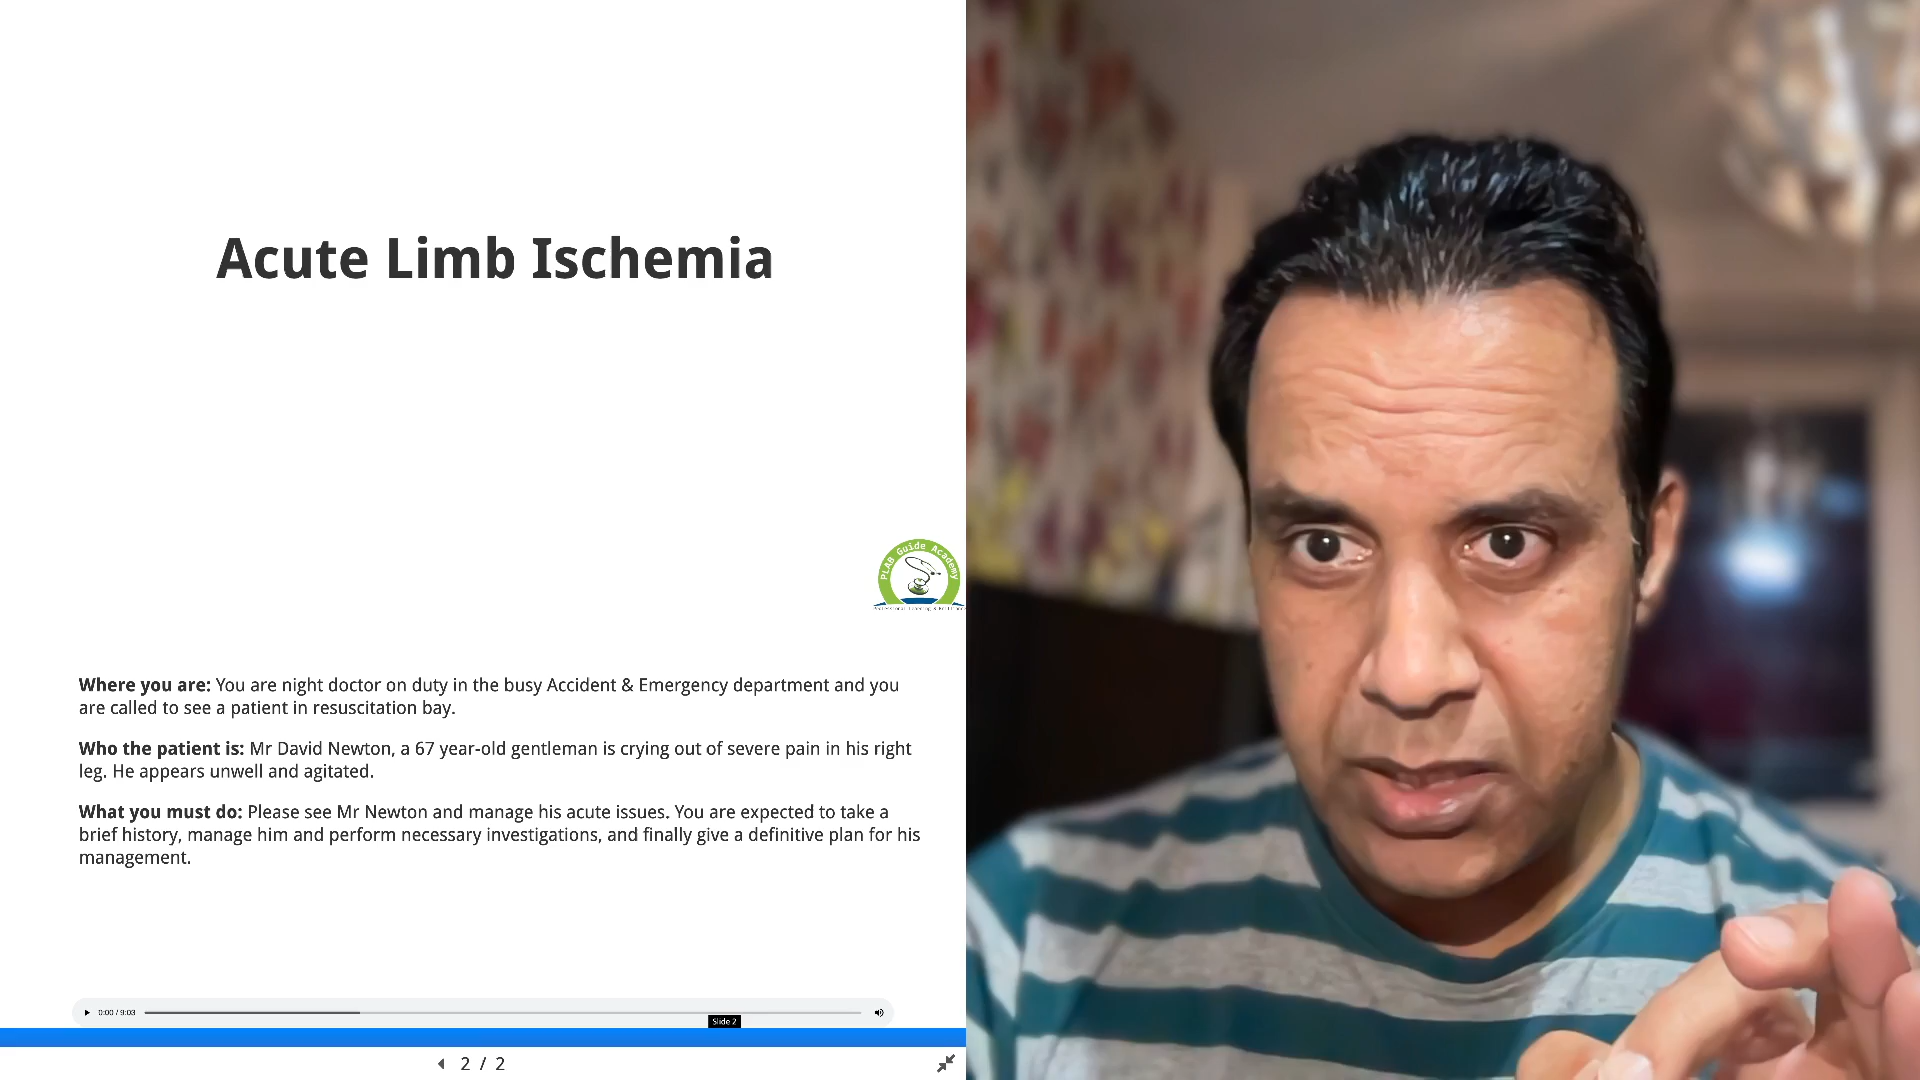 Acute Limb Ischemia
PLAB Guide Academy
Where you are: You are night doctor on duty in the busy Accident & Emergency department and you
are called to see a patient in resuscitation bay.
Who the patient is: Mr David Newton, a 67 year-old gentleman is crying out of severe pain in his right
leg. He appears unwell and agitated.
What you must do: Please see Mr Newton and manage his acute issues. You are expected to take a
brief history, manage him and perform necessary investigations, and finally give a definitive plan for his
management.
0:00 / 9:03
Slide 2
2 / 2